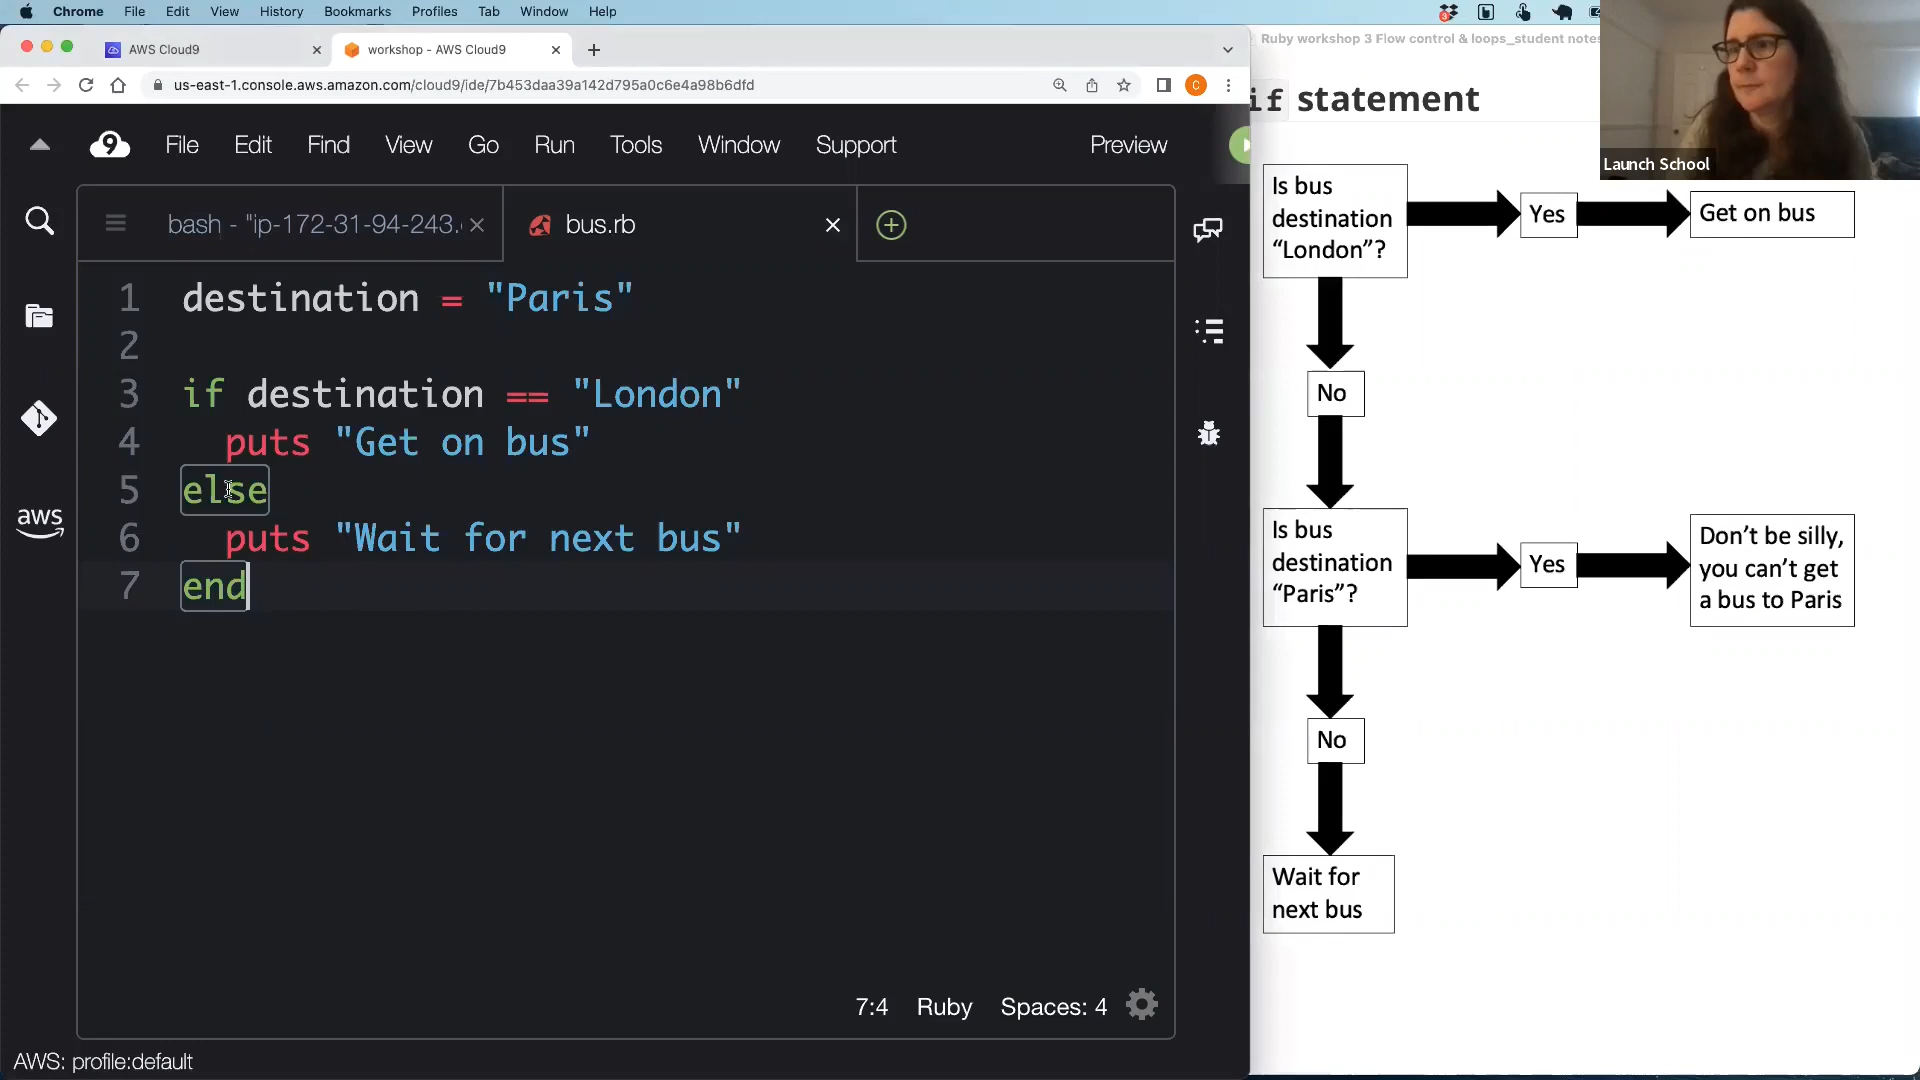 Chrome File Edit View History Bookmarks Profiles Tab Window Help
3
AWS Cloud9
workshop - AWS Cloud9
us-east-1.console.aws.amazon.com/cloud9/ide/7b453daa39a142d795a0c6e4a98b6dfd
C
9 File Edit Find View Go Run Tools Window Support Preview
bash - "ip-172-31-94-243.
bus.rb
1 destination = "Paris"
2
3 if destination == "London"
4 puts "Get on bus"
5 else
6 puts "Wait for next bus"
7 end
aws
7:4 Ruby Spaces: 4
AWS: profile:default
Ruby workshop 3 Flow control & loops_student notes
if statement
Launch School
Is bus
destination
“London”?
Yes
Get on bus
No
Is bus
destination
“Paris”?
Yes
Don’t be silly,
you can’t get
a bus to Paris
No
Wait for
next bus